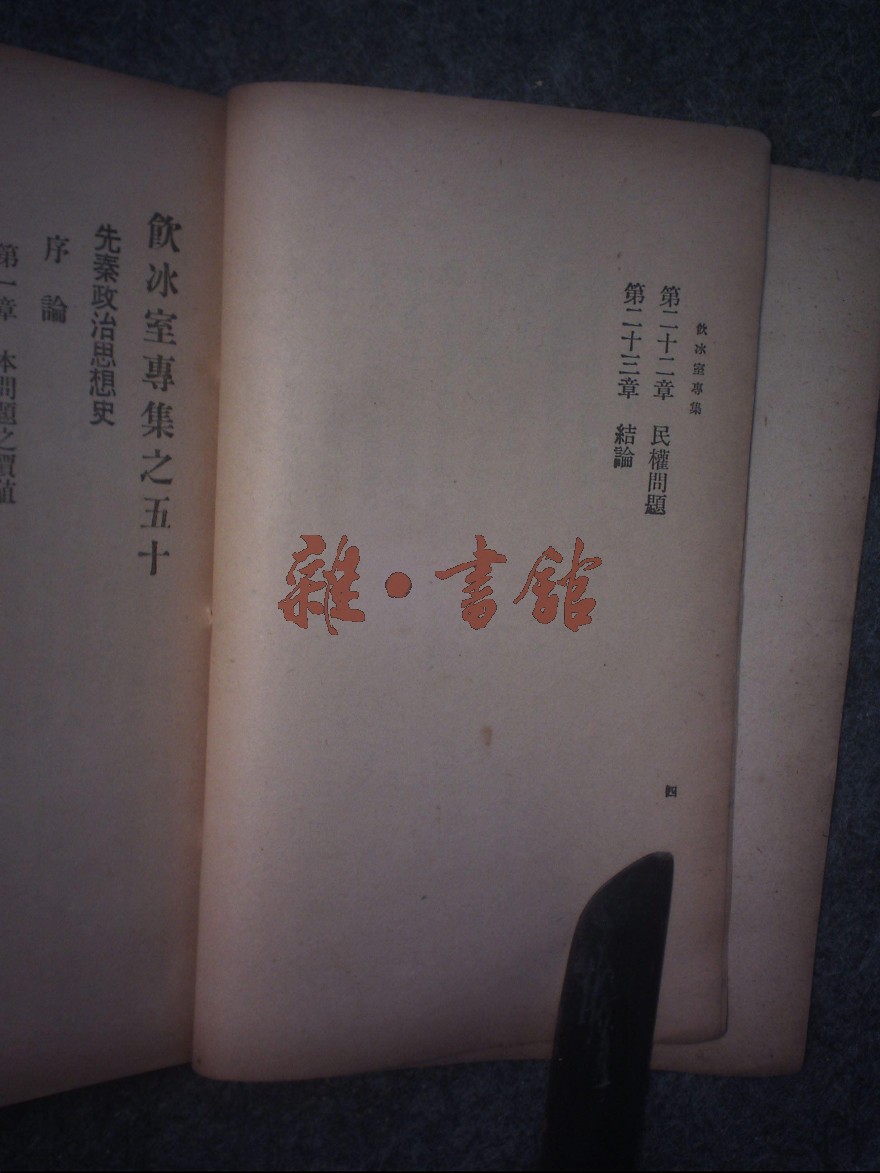 飲冰室專集
第二十二章　民權問題
第二十三章　結論
四
飲冰室專集之五十
先秦政治思想史
序論
第一章　本問題之價值
雜·書館